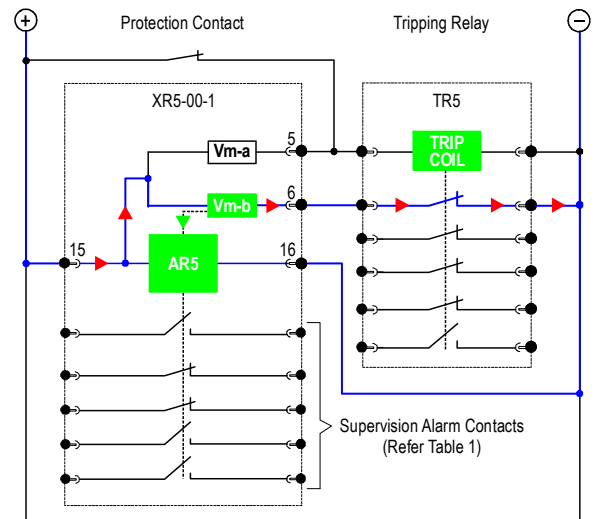 +
Protection Contact
Tripping Relay
−
XR5-00-1
TR5
Vm-a
5
TRIP
COIL
Vm-b
6
15
AR5
16
Supervision Alarm Contacts
(Refer Table 1)